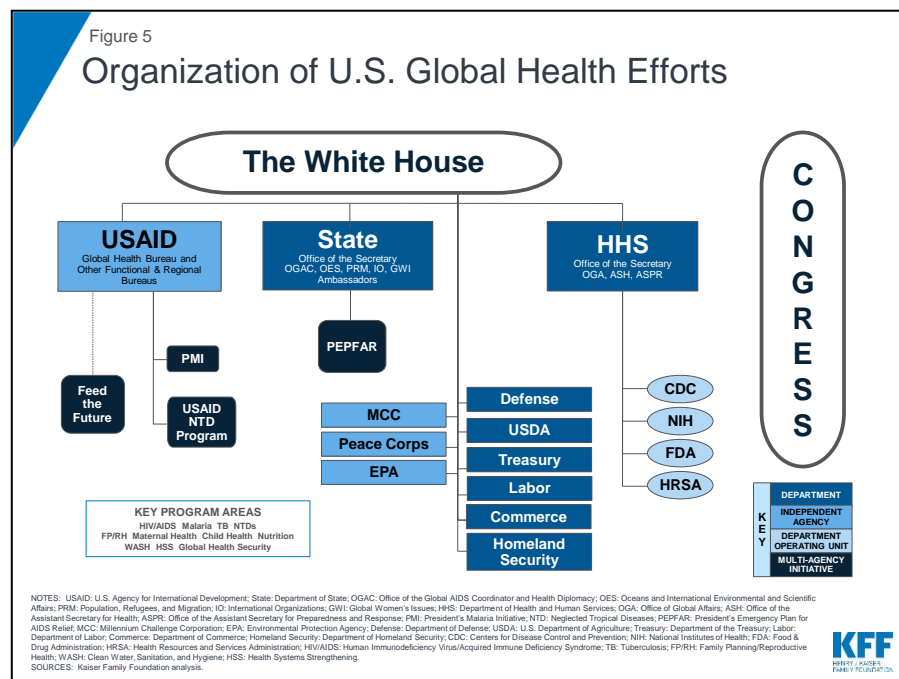 Figure 5
Organization of U.S. Global Health Efforts
The White House
CONGRESS
USAID
Global Health Bureau and
Other Functional & Regional
Bureaus
State
Office of the Secretary
OGAC, OES, PRM, IO, GWI
Ambassadors
HHS
Office of the Secretary
OGA, ASH, ASPR
PEPFAR
PMI
Feed
the
Future
USAID
NTD
Program
MCC
Peace Corps
EPA
Defense
USDA
Treasury
Labor
Commerce
Homeland
Security
CDC
NIH
FDA
HRSA
KEY PROGRAM AREAS
HIV/AIDS Malaria TB NTDs
FP/RH Maternal Health Child Health Nutrition
WASH HSS Global Health Security
KEY
DEPARTMENT
INDEPENDENT
AGENCY
DEPARTMENT
OPERATING UNIT
MULTI-AGENCY
INITIATIVE
NOTES: USAID: U.S. Agency for International Development; State: Department of State; OGAC: Office of the Global AIDS Coordinator and Health Diplomacy; OES: Oceans and International Environmental and Scientific
Affairs; PRM: Population, Refugees, and Migration; IO: International Organizations; GWI: Global Women's Issues; HHS: Department of Health and Human Services; OGA: Office of Global Affairs; ASH: Office of the
Assistant Secretary for Health; ASPR: Office of the Assistant Secretary for Preparedness and Response; PMI: President's Malaria Initiative; NTD: Neglected Tropical Diseases; PEPFAR: President's Emergency Plan for
AIDS Relief; MCC: Millennium Challenge Corporation; EPA: Environmental Protection Agency; Defense: Department of Defense; USDA: U.S. Department of Agriculture; Treasury: Department of the Treasury; Labor:
Department of Labor; Commerce: Department of Commerce; Homeland Security: Department of Homeland Security; CDC: Centers for Disease Control and Prevention; NIH: National Institutes of Health; FDA: Food &
Drug Administration; HRSA: Health Resources and Services Administration; HIV/AIDS: Human Immunodeficiency Virus/Acquired Immune Deficiency Syndrome; TB: Tuberculosis; FP/RH: Family Planning/Reproductive
Health; WASH: Clean Water, Sanitation, and Hygiene; HSS: Health Systems Strengthening.
SOURCES: Kaiser Family Foundation analysis.
KFF
HENRY J KAISER
FAMILY FOUNDATION